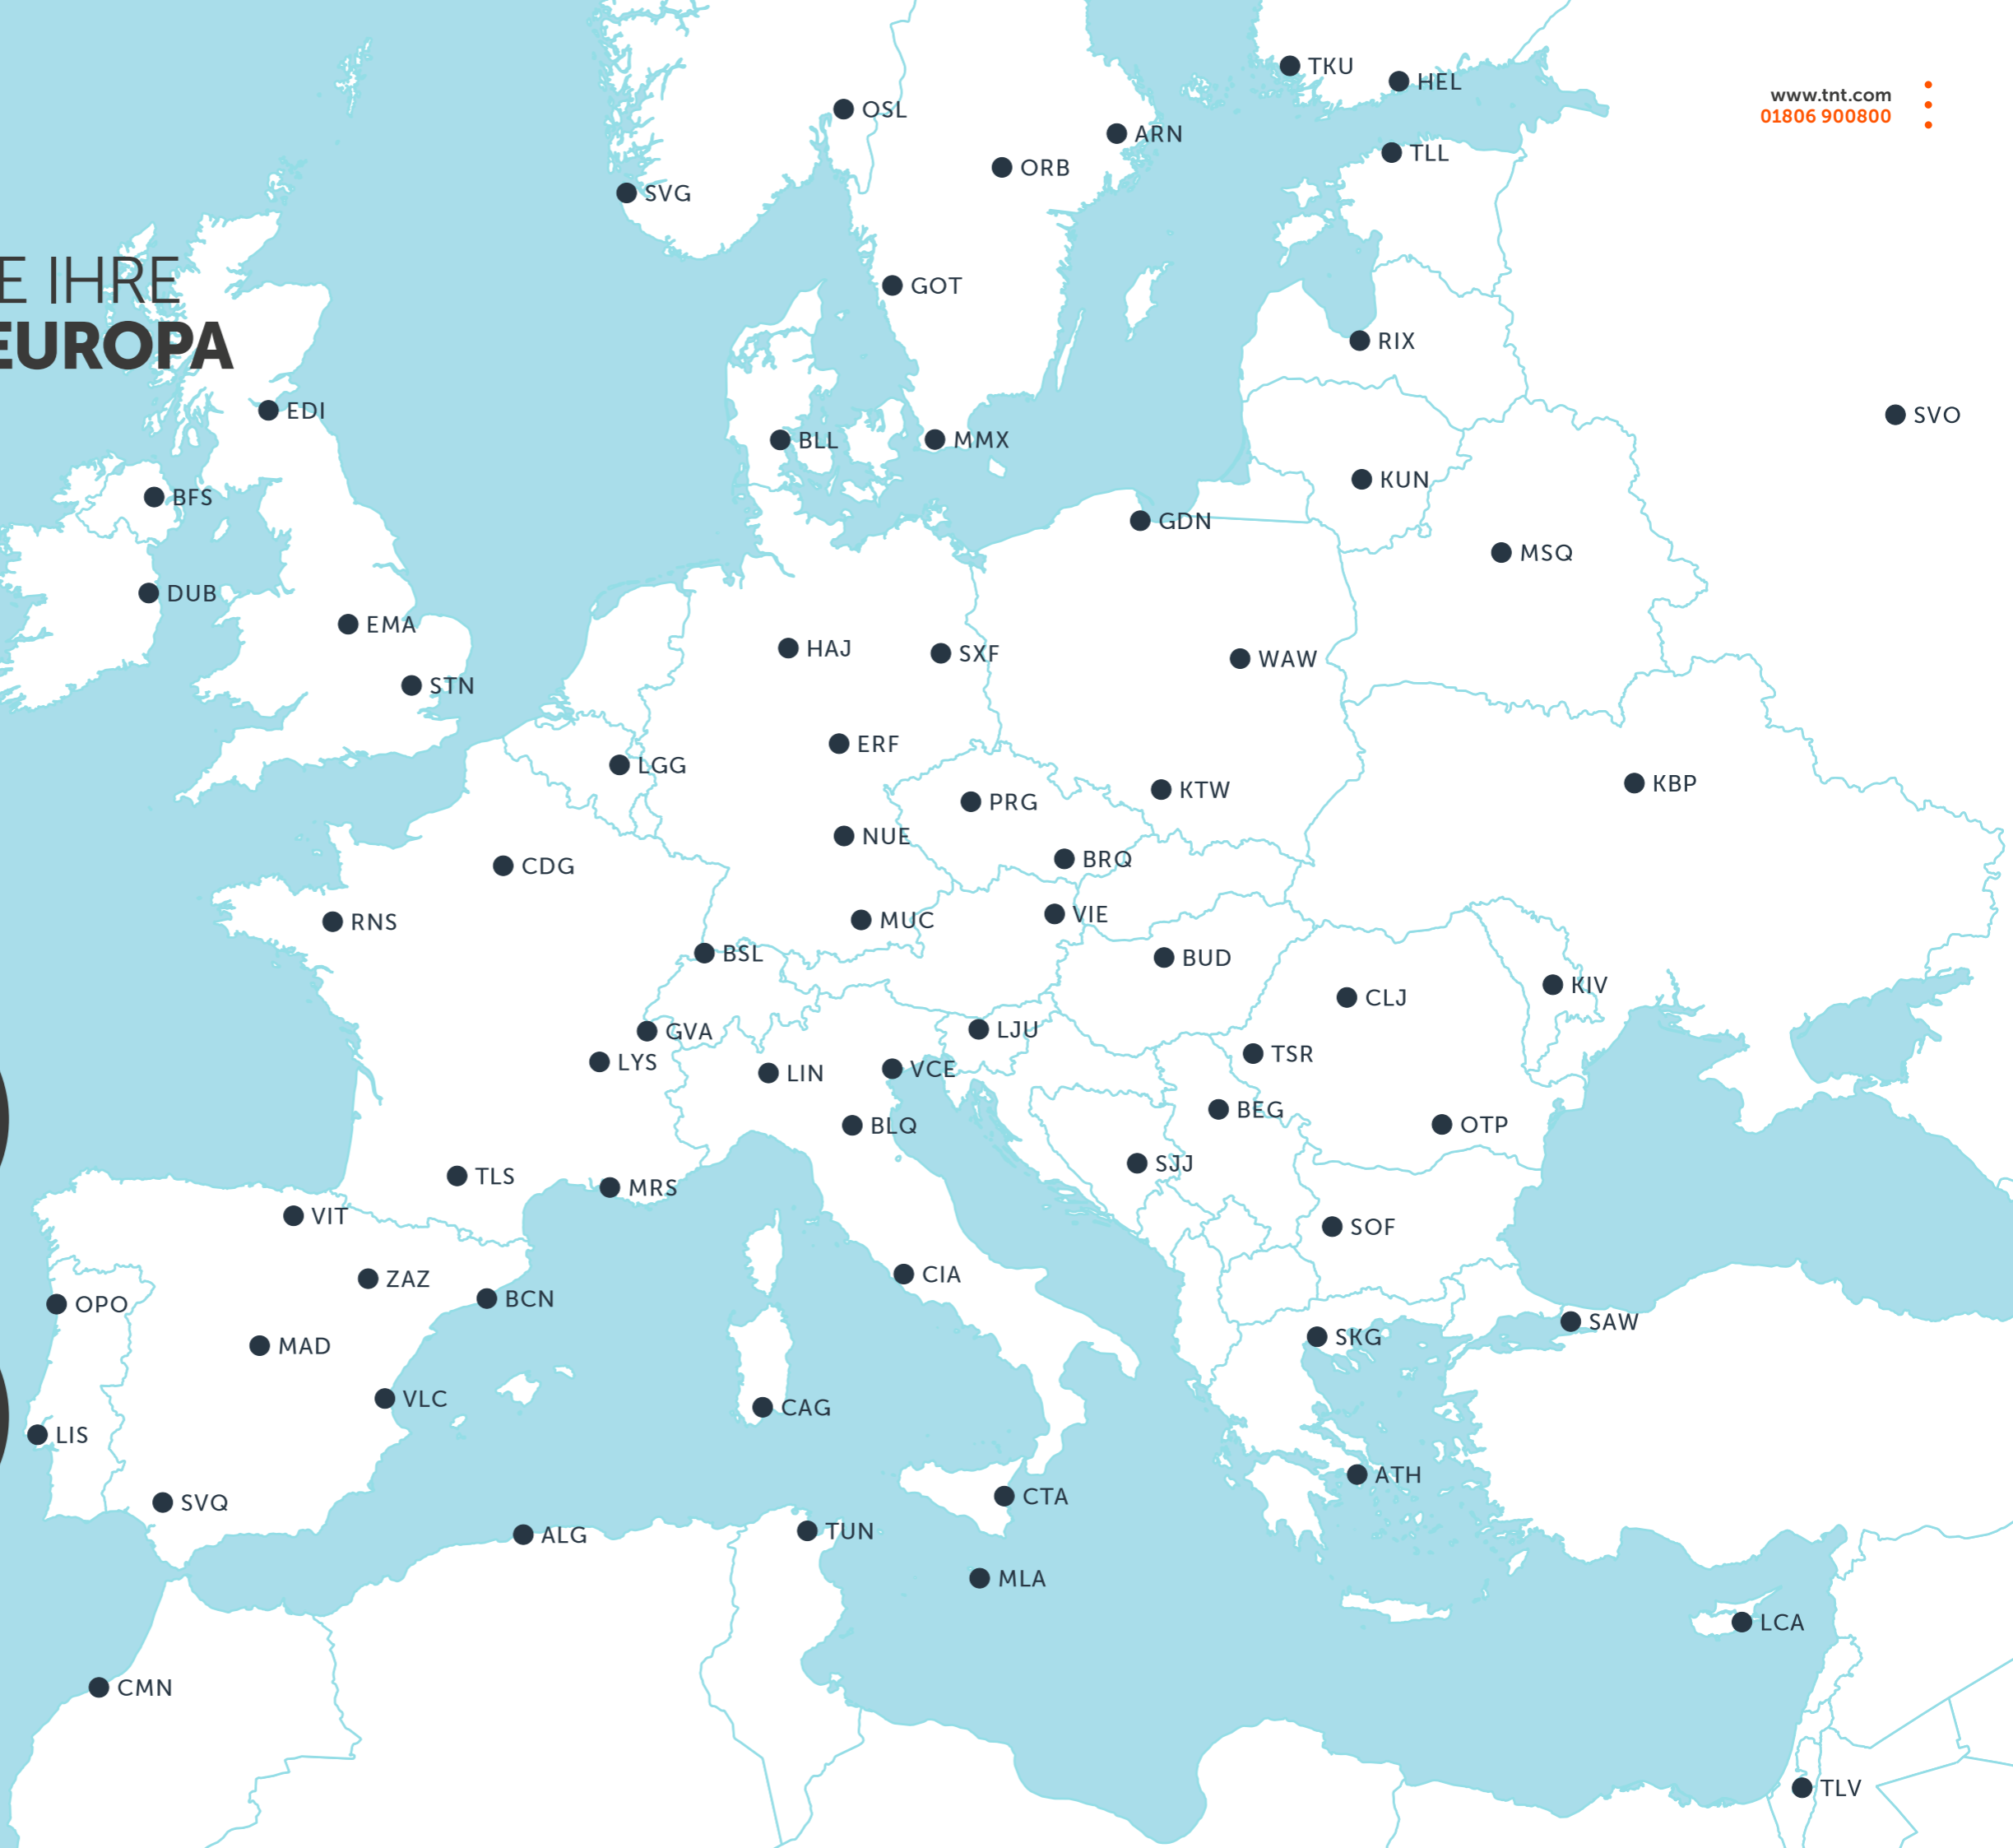 TKU
HEL
www.tnt.com
01806 900800
OSL
ARN
TLL
ORB
SVG
E IHRE
GOT
EUROPA
RIX
EDI
SVO
BLL
MMX
KUN
BFS
GDN
MSQ
DUB
EMA
HAJ
SXF
WAW
STN
ERF
LGG
KBP
KTW
PRG
NUE
BRQ
CDG
VIE
MUC
RNS
BSL
BUD
KIV
CLJ
LJU
GVA
TSR
LYS
VCE
LIN
BEG
OTP
BLQ
SJJ
TLS
MRS
VIT
SOF
CIA
ZAZ
BCN
OPO
SAW
SKG
MAD
VLC
CAG
LIS
ATH
CTA
SVQ
TUN
ALG
MLA
LCA
CMN
TLV